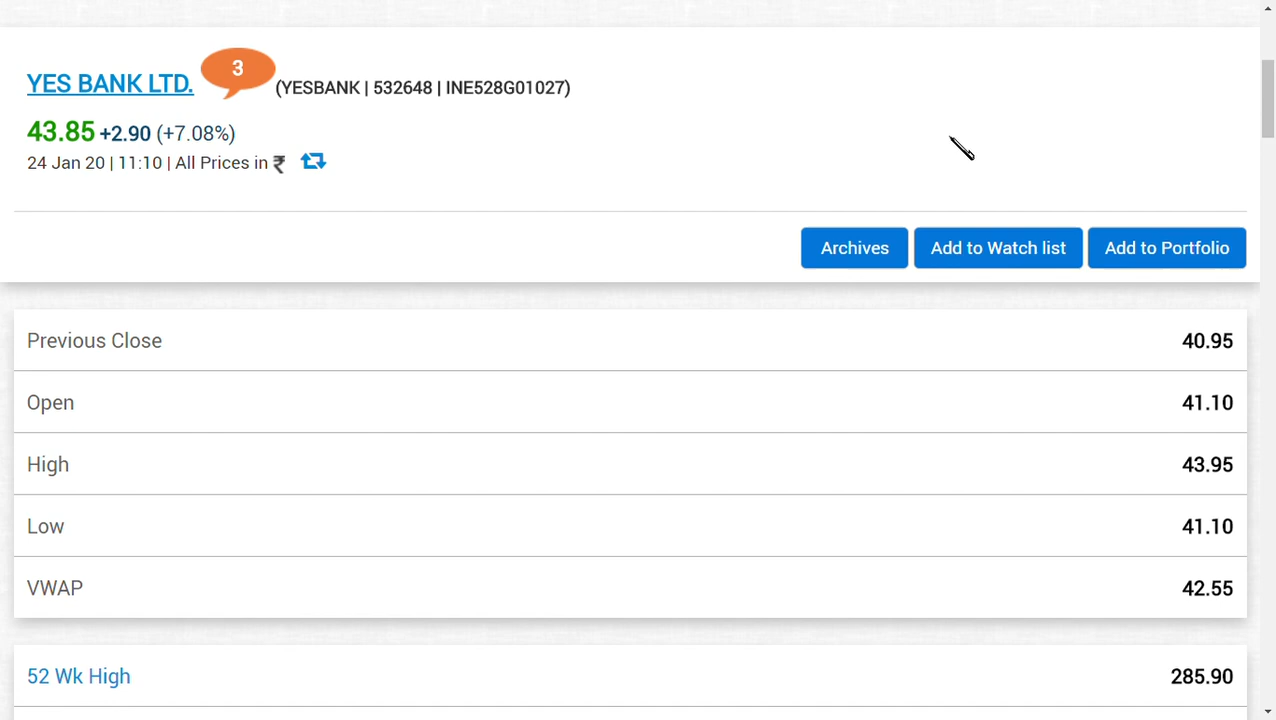 YES BANK LTD. 3 (YESBANK | 532648 | INE528G01027)
43.85 +2.90 (+7.08%)
24 Jan 20 | 11:10 | All Prices in ₹
Archives Add to Watch list Add to Portfolio
Previous Close 40.95
Open 41.10
High 43.95
Low 41.10
VWAP 42.55
52 Wk High 285.90